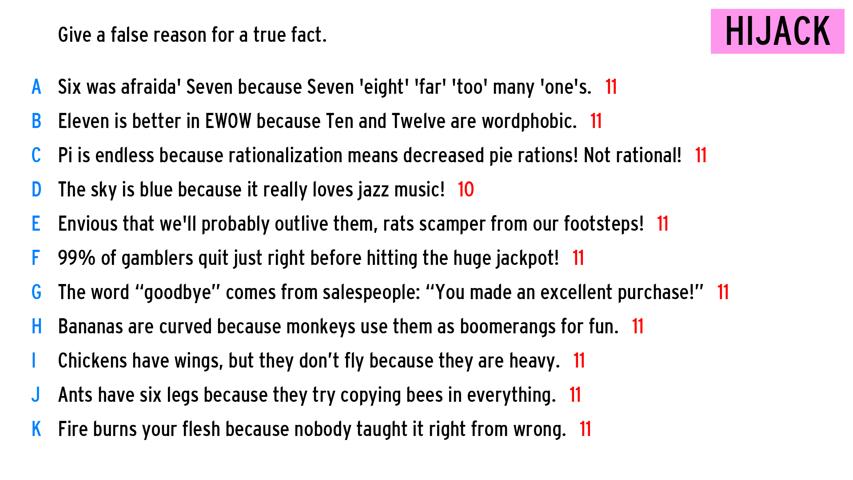 Give a false reason for a true fact.
HIJACK
A Six was afraida' Seven because Seven 'eight' 'far' 'too' many 'one's. 11
B Eleven is better in EWOW because Ten and Twelve are wordphobic. 11
C Pi is endless because rationalization means decreased pie rations! Not rational! 11
D The sky is blue because it really loves jazz music! 10
E Envious that we'll probably outlive them, rats scamper from our footsteps! 11
F 99% of gamblers quit just right before hitting the huge jackpot! 11
G The word “goodbye” comes from salespeople: “You made an excellent purchase!” 11
H Bananas are curved because monkeys use them as boomerangs for fun. 11
I Chickens have wings, but they don’t fly because they are heavy. 11
J Ants have six legs because they try copying bees in everything. 11
K Fire burns your flesh because nobody taught it right from wrong. 11